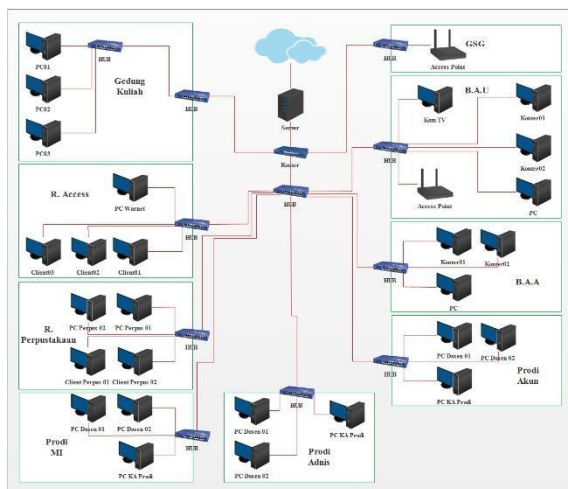 PC01
HUB
Gedung
Kuliah
PC02
HUB
PC03
Server
Router
HUB
HUB
GSG
Access Point
B.A.U
Kon TV
Konter01
HUB
Konter02
Access Point
PC
R. Access
PC Warnet
HUB
Client03
Client02
Client01
Konter01
Konter02
HUB
B.A.A
PC
R.
Perpustakaan
PC Perpus 02
PC Perpus 01
HUB
Client Perpus 01
Client Perpus 02
PC Dosen 01
PC Dosen 02
HUB
Prodi
Akun
PC KA Prodi
PC Dosen 01
PC Dosen 02
HUB
Prodi
MI
PC KA Prodi
HUB
PC Dosen 01
PC KA Prodi
Prodi
Adnis
PC Dosen 02